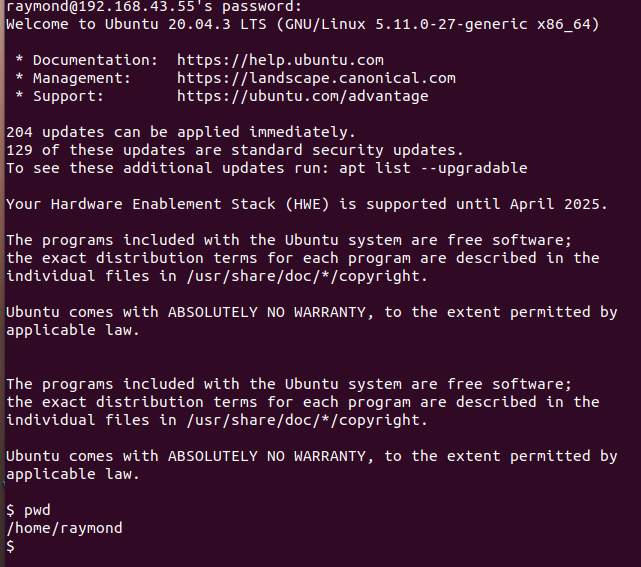 raymond@192.168.43.55's password:
Welcome to Ubuntu 20.04.3 LTS (GNU/Linux 5.11.0-27-generic x86_64)
* Documentation:  https://help.ubuntu.com
* Management:     https://landscape.canonical.com
* Support:        https://ubuntu.com/advantage
204 updates can be applied immediately.
129 of these updates are standard security updates.
To see these additional updates run: apt list --upgradable
Your Hardware Enablement Stack (HWE) is supported until April 2025.
The programs included with the Ubuntu system are free software;
the exact distribution terms for each program are described in the
individual files in /usr/share/doc/*/copyright.
Ubuntu comes with ABSOLUTELY NO WARRANTY, to the extent permitted by
applicable law.
The programs included with the Ubuntu system are free software;
the exact distribution terms for each program are described in the
individual files in /usr/share/doc/*/copyright.
Ubuntu comes with ABSOLUTELY NO WARRANTY, to the extent permitted by
applicable law.
$ pwd
/home/raymond
$